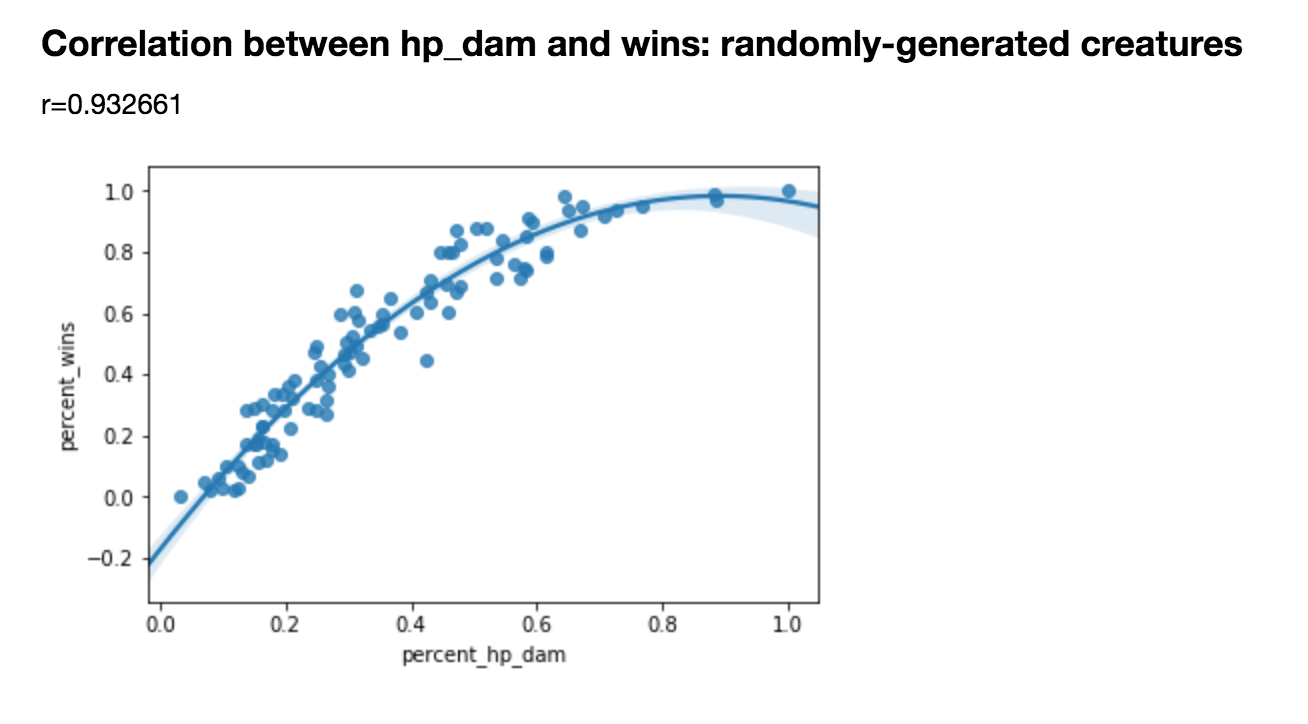 Correlation between hp_dam and wins: randomly-generated creatures
r=0.932661
1.0
0.8
0.6
0.4
0.2
0.0
−0.2
percent_wins
0.0 0.2 0.4 0.6 0.8 1.0
percent_hp_dam